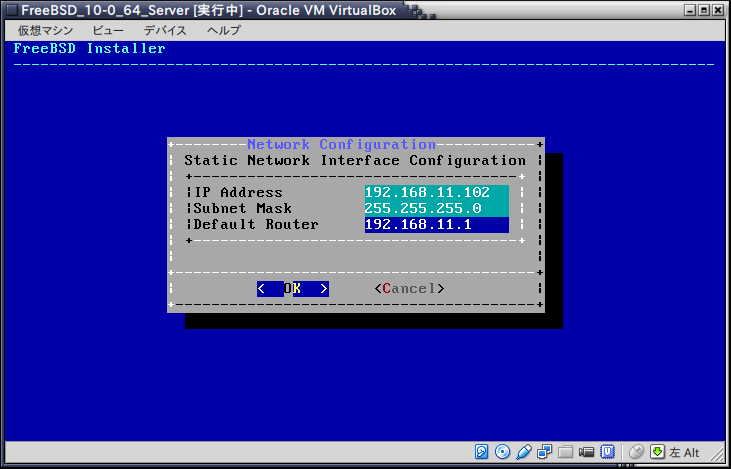 FreeBSD_10-0_64_Server [実行中] - Oracle VM VirtualBox
仮想マシン ビュー デバイス ヘルプ
FreeBSD Installer
Network Configuration
Static Network Interface Configuration
IP Address 192.168.11.102
Subnet Mask 255.255.255.0
Default Router 192.168.11.1
< OK > <Cancel>
左 Alt